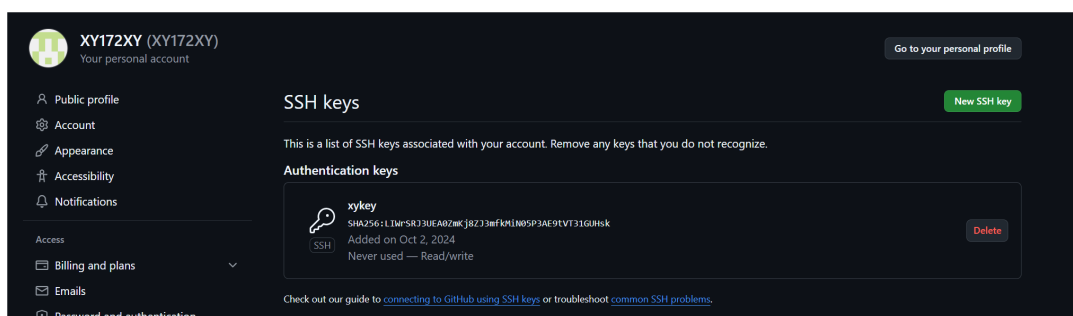 XY172XY (XY172XY)
Your personal account
Go to your personal profile
Public profile
Account
Appearance
Accessibility
Notifications
Access
Billing and plans
Emails
Password and authentication
SSH keys
New SSH key
This is a list of SSH keys associated with your account. Remove any keys that you do not recognize.
Authentication keys
xykey
SHA256:LIWrSRJ3UEA0ZmKj8ZJ3mfkMiN05P3AE9tVT31GUHsk
Added on Oct 2, 2024
Never used — Read/write
SSH
Delete
Check out our guide to connecting to GitHub using SSH keys or troubleshoot common SSH problems.